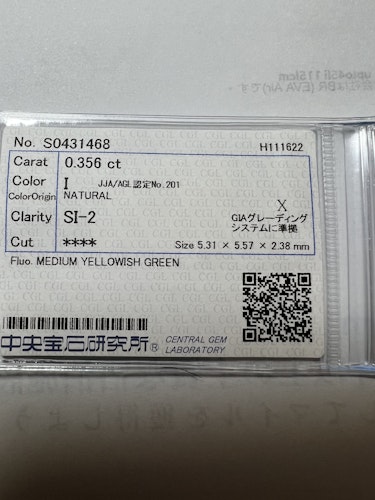 No. S0431468
H111622
Carat 0.356 ct
Color I JJA/AGL認定No.201
ColorOrigin NATURAL
X
Clarity SI-2
GIAグレーディング
システムに準拠
Cut ****
Size 5.31 × 5.57 × 2.38 mm
Fluo. MEDIUM YELLOWISH GREEN
中央宝石研究所®
CENTRAL GEM
LABORATORY